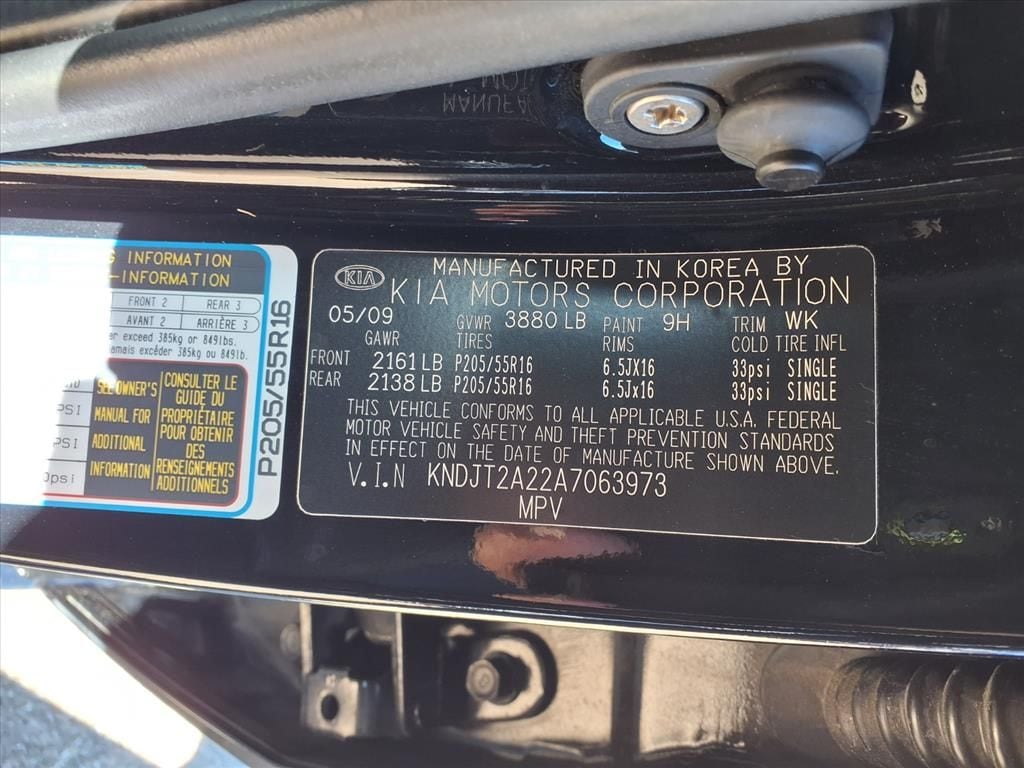 MANUFA
G INFORMATION
-INFORMATION
FRONT 2 REAR 3
AVANT 2 ARRIÈRE 3
er exceed 385kg or 849lbs.
jamais excéder 385kg ou 849lb.
PSI
PSI
0psi
SEE OWNER'S
MANUAL FOR
ADDITIONAL
INFORMATION
CONSULTER LE
GUIDE DU
PROPRIÉTAIRE
POUR OBTENIR
DES
RENSEIGNEMENTS
ADDITIONNELS
P205/55R16
KIA
MANUFACTURED IN KOREA BY
KIA MOTORS CORPORATION
05/09 GVWR 3880 LB PAINT 9H TRIM WK
GAWR TIRES RIMS COLD TIRE INFL
FRONT 2161 LB P205/55R16 6.5JX16 33psi SINGLE
REAR 2138 LB P205/55R16 6.5Jx16 33psi SINGLE
THIS VEHICLE CONFORMS TO ALL APPLICABLE U.S.A. FEDERAL
MOTOR VEHICLE SAFETY AND THEFT PREVENTION STANDARDS
IN EFFECT ON THE DATE OF MANUFACTURE SHOWN ABOVE.
V.I.N KNDJT2A22A7063973
MPV